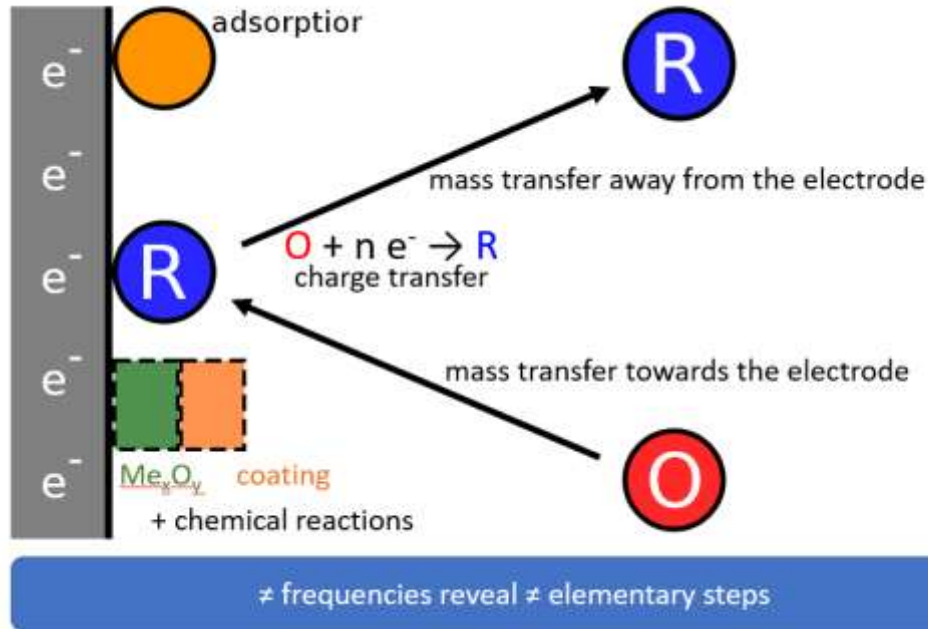 adsorptior
e⁻
R
e⁻
mass transfer away from the electrode
O + n e⁻ → R
charge transfer
e⁻
R
mass transfer towards the electrode
e⁻
MeₓOᵧ coating
e⁻
O
+ chemical reactions
≠ frequencies reveal ≠ elementary steps